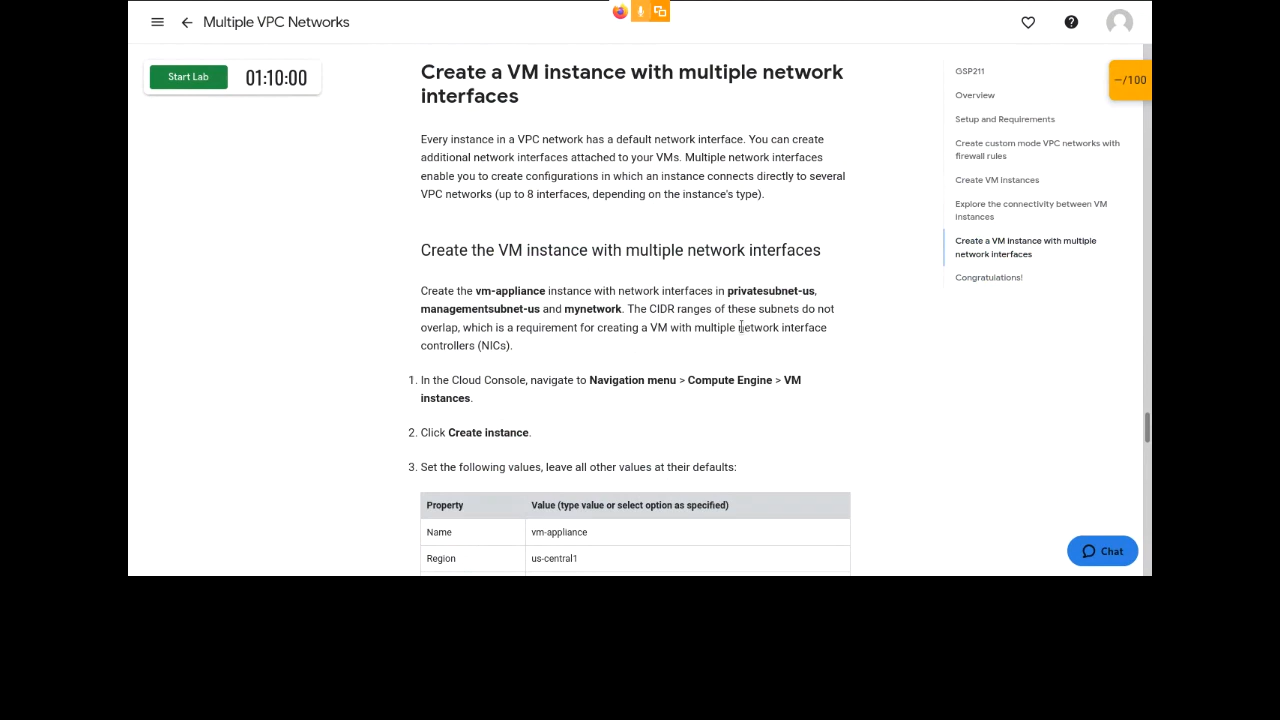 Multiple VPC Networks
Start Lab
01:10:00
Create a VM instance with multiple network
interfaces
Every instance in a VPC network has a default network interface. You can create
additional network interfaces attached to your VMs. Multiple network interfaces
enable you to create configurations in which an instance connects directly to several
VPC networks (up to 8 interfaces, depending on the instance's type).
Create the VM instance with multiple network interfaces
Create the vm-appliance instance with network interfaces in privatesubnet-us,
managementsubnet-us and mynetwork. The CIDR ranges of these subnets do not
overlap, which is a requirement for creating a VM with multiple network interface
controllers (NICs).
1. In the Cloud Console, navigate to Navigation menu > Compute Engine > VM
instances.
2. Click Create instance.
3. Set the following values, leave all other values at their defaults:
Property Value (type value or select option as specified)
Name vm-appliance
Region us-central1
GSP211
Overview
Setup and Requirements
Create custom mode VPC networks with
firewall rules
Create VM instances
Explore the connectivity between VM
instances
Create a VM instance with multiple
network interfaces
Congratulations!
–/100
Chat